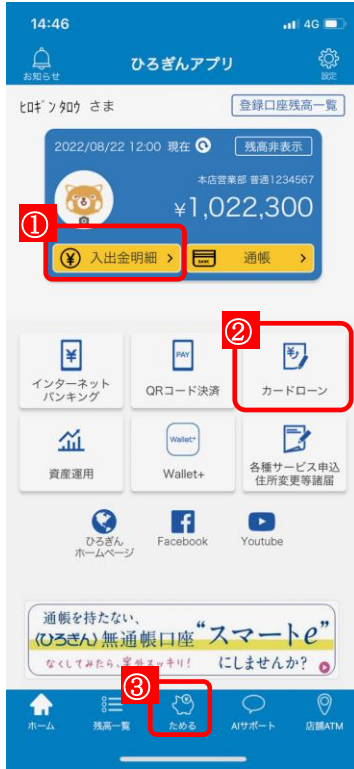 14:46
4G
お知らせ
ひろぎんアプリ
設定
ﾋﾛｷﾞﾝ ﾀﾛｳ さま
登録口座残高一覧
2022/08/22 12:00 現在
残高非表示
本店営業部 普通1234567
¥1,022,300
①
¥ 入出金明細 >
BANK 通帳 >
②
¥
PAY
¥
インターネット
バンキング
QRコード決済
カードローン
Wallet+
資産運用
Wallet+
各種サービス申込
住所変更等諸届
ひろぎん
ホームページ
Facebook
Youtube
通帳を持たない、
〈ひろぎん〉無通帳口座“スマートe”
なくしてみたら、案外スッキリ!
にしませんか?
③
ホーム
残高一覧
ためる
AIサポート
店舗ATM